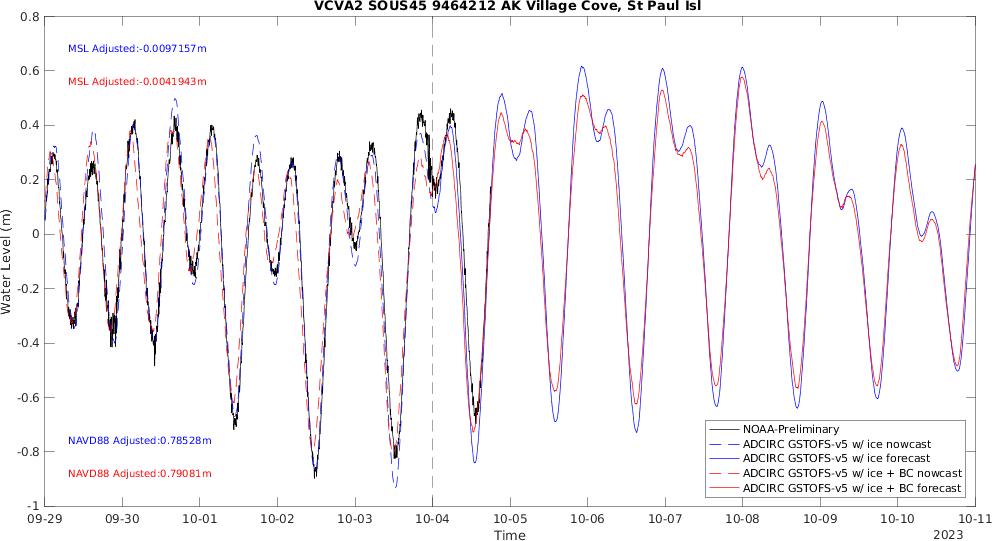 VCVA2 SOUS45 9464212 AK Village Cove, St Paul Isl
0.8
0.6
0.4
0.2
0
-0.2
-0.4
-0.6
-0.8
-1
Water Level (m)
MSL Adjusted:-0.0097157m
MSL Adjusted:-0.0041943m
NAVD88 Adjusted:0.78528m
NAVD88 Adjusted:0.79081m
NOAA-Preliminary
ADCIRC GSTOFS-v5 w/ ice nowcast
ADCIRC GSTOFS-v5 w/ ice forecast
ADCIRC GSTOFS-v5 w/ ice + BC nowcast
ADCIRC GSTOFS-v5 w/ ice + BC forecast
09-29 09-30 10-01 10-02 10-03 10-04 10-05 10-06 10-07 10-08 10-09 10-10 10-11
Time
2023